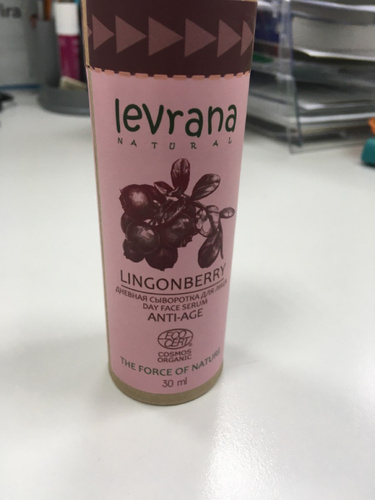 levrana
NATURAL
LINGONBERRY
ДНЕВНАЯ СЫВОРОТКА ДЛЯ ЛИЦА
DAY FACE SERUM
ANTI-AGE
ECO
CERT
COSMOS
ORGANIC
THE FORCE OF NATURE
30 ml